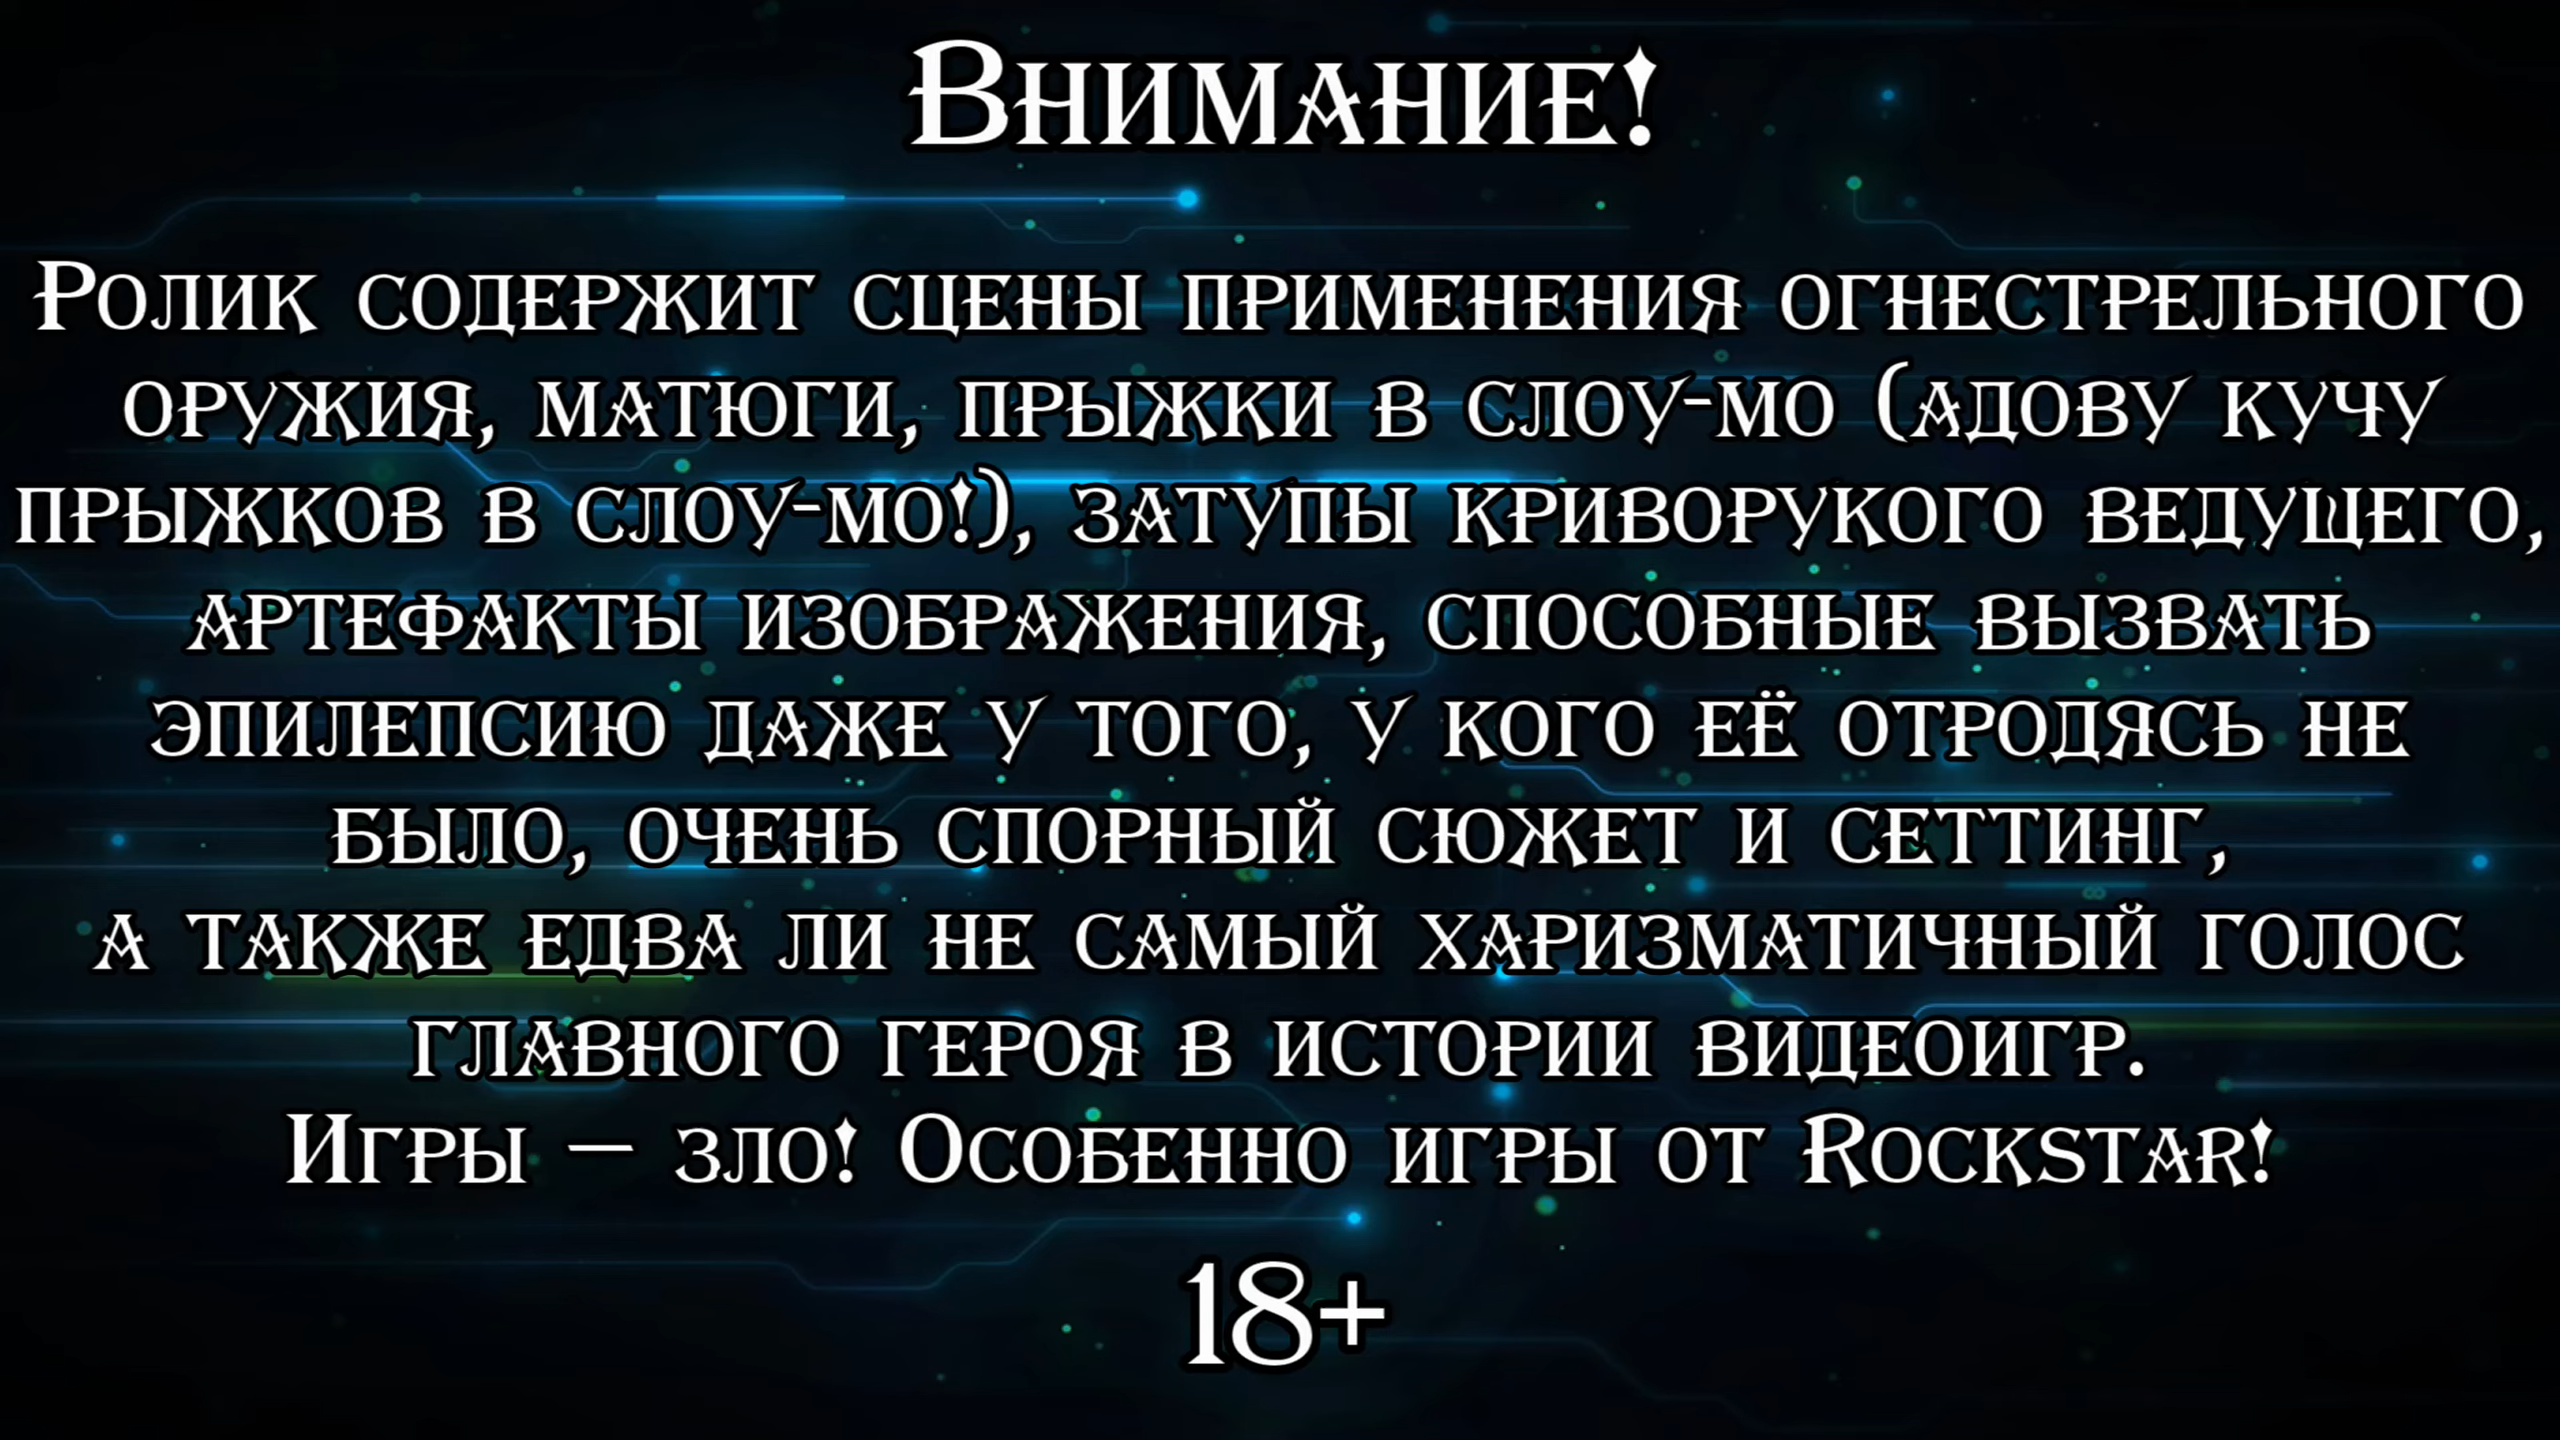 Внимание!
Ролик содержит сцены применения огнестрельного
оружия, матюги, прыжки в слоу-мо (адову кучу
прыжков в слоу-мо!), затупы криворукого ведущего,
артефакты изображения, способные вызвать
эпилепсию даже у того, у кого её отродясь не
было, очень спорный сюжет и сеттинг,
а также едва ли не самый харизматичный голос
главного героя в истории видеоигр.
Игры — зло! Особенно игры от Rockstar!
18+